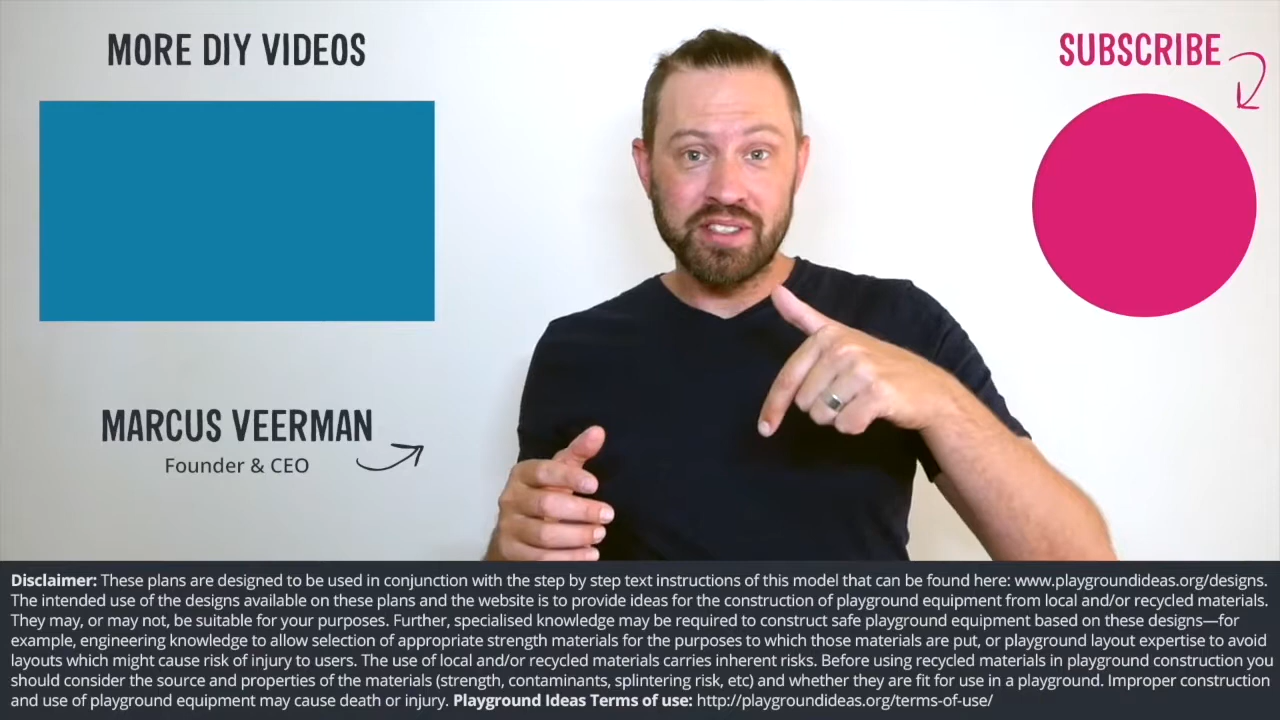 MORE DIY VIDEOS
SUBSCRIBE
MARCUS VEERMAN
Founder & CEO
Disclaimer: These plans are designed to be used in conjunction with the step by step text instructions of this model that can be found here: www.playgroundideas.org/designs.
The intended use of the designs available on these plans and the website is to provide ideas for the construction of playground equipment from local and/or recycled materials.
They may, or may not, be suitable for your purposes. Further, specialised knowledge may be required to construct safe playground equipment based on these designs—for
example, engineering knowledge to allow selection of appropriate strength materials for the purposes to which those materials are put, or playground layout expertise to avoid
layouts which might cause risk of injury to users. The use of local and/or recycled materials carries inherent risks. Before using recycled materials in playground construction you
should consider the source and properties of the materials (strength, contaminants, splintering risk, etc) and whether they are fit for use in a playground. Improper construction
and use of playground equipment may cause death or injury. Playground Ideas Terms of use: http://playgroundideas.org/terms-of-use/